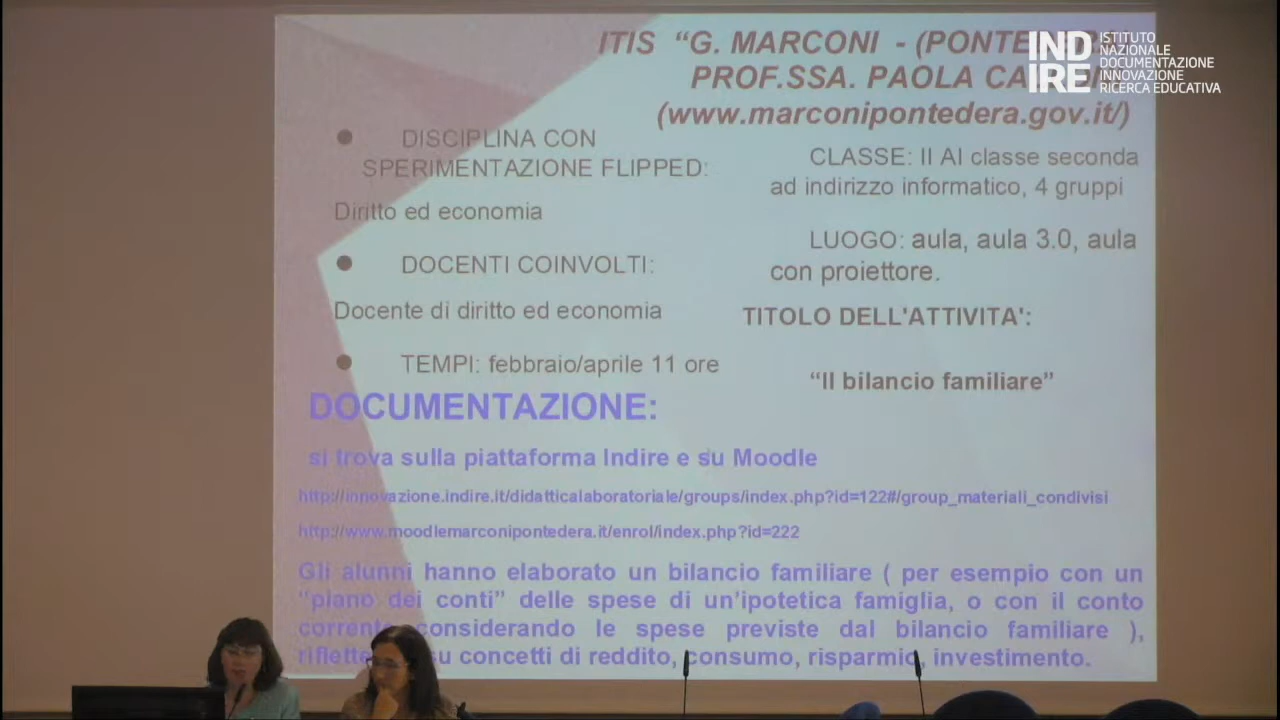 ITIS “G. MARCONI - (PONTE
PROF.SSA. PAOLA
(www.marconipontedera.gov.it/)
IND
IRE
ISTITUTO
NAZIONALE
DOCUMENTAZIONE
INNOVAZIONE
RICERCA EDUCATIVA
● DISCIPLINA CON
SPERIMENTAZIONE FLIPPED:
Diritto ed economia
● DOCENTI COINVOLTI:
Docente di diritto ed economia
● TEMPI: febbraio/aprile 11 ore
CLASSE: II AI classe seconda
ad indirizzo informatico, 4 gruppi
LUOGO: aula, aula 3.0, aula
con proiettore.
TITOLO DELL'ATTIVITA':
“Il bilancio familiare”
DOCUMENTAZIONE:
si trova sulla piattaforma Indire e su Moodle
http://innovazione.indire.it/didatticalaboratoriale/groups/index.php?id=122#/group_materiali_condivisi
http://www.moodlemarconipontedera.it/enrol/index.php?id=222
Gli alunni hanno elaborato un bilancio familiare ( per esempio con un
“piano dei conti” delle spese di un’ipotetica famiglia, o con il conto
corrente considerando le spese previste dal bilancio familiare ),
su concetti di reddito, consumo, risparmio, investimento.